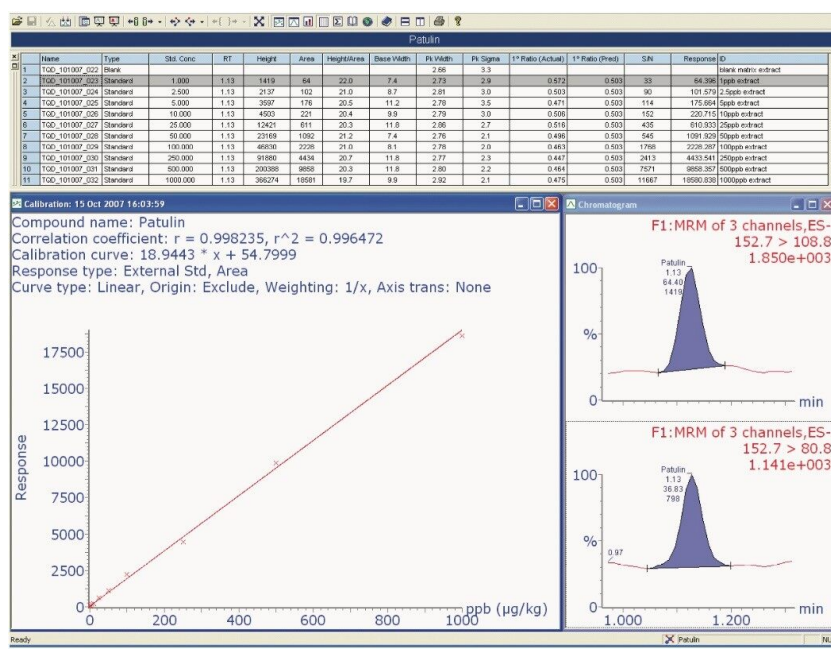 Patulin
Name Type Std. Conc RT Height Area Height/Area Base Width Pk Width Pk Sigma 1° Ratio (Actual) 1° Ratio (Pred) S/N Response ID
1 TQD_101007_022 Blank 2.66 3.3 blank matrix extract
2 TQD_101007_023 Standard 1.000 1.13 1419 64 22.0 7.4 2.73 2.9 0.572 0.503 33 64.396 1ppb extract
3 TQD_101007_024 Standard 2.500 1.13 2137 102 21.0 8.7 2.81 3.0 0.503 0.503 90 101.579 2.5ppb extract
4 TQD_101007_025 Standard 5.000 1.13 3597 176 20.5 11.2 2.78 3.5 0.471 0.503 114 175.664 5ppb extract
5 TQD_101007_026 Standard 10.000 1.13 4503 221 20.4 9.9 2.79 3.0 0.506 0.503 152 220.715 10ppb extract
6 TQD_101007_027 Standard 25.000 1.13 12421 611 20.3 11.8 2.86 2.7 0.516 0.503 435 610.933 25ppb extract
7 TQD_101007_028 Standard 50.000 1.13 23169 1092 21.2 7.4 2.76 2.1 0.496 0.503 545 1091.929 50ppb extract
8 TQD_101007_029 Standard 100.000 1.13 46830 2228 21.0 8.1 2.78 2.0 0.463 0.503 1766 2228.287 100ppb extract
9 TQD_101007_030 Standard 250.000 1.13 91880 4434 20.7 11.8 2.77 2.3 0.447 0.503 2413 4433.541 250ppb extract
10 TQD_101007_031 Standard 500.000 1.13 200388 9858 20.3 11.8 2.80 2.2 0.464 0.503 7571 9858.357 500ppb extract
11 TQD_101007_032 Standard 1000.000 1.13 366274 18581 19.7 9.9 2.92 2.1 0.475 0.503 11667 18580.838 1000ppb extract
Calibration: 15 Oct 2007 16:03:59
Compound name: Patulin
Correlation coefficient: r = 0.998235, r^2 = 0.996472
Calibration curve: 18.9443 * x + 54.7999
Response type: External Std, Area
Curve type: Linear, Origin: Exclude, Weighting: 1/x, Axis trans: None
17500
15000
12500
10000
7500
5000
2500
0
Response
0 200 400 600 800 1000
ppb (µg/kg)
Chromatogram
F1:MRM of 3 channels,ES-
152.7 > 108.8
1.850e+003
Patulin
1.13
64.40
1419
100
%
0
min
F1:MRM of 3 channels,ES-
152.7 > 80.8
1.141e+003
Patulin
1.13
36.83
798
100
%
0.97
0
1.000 1.200 min
Ready
Patulin
NU